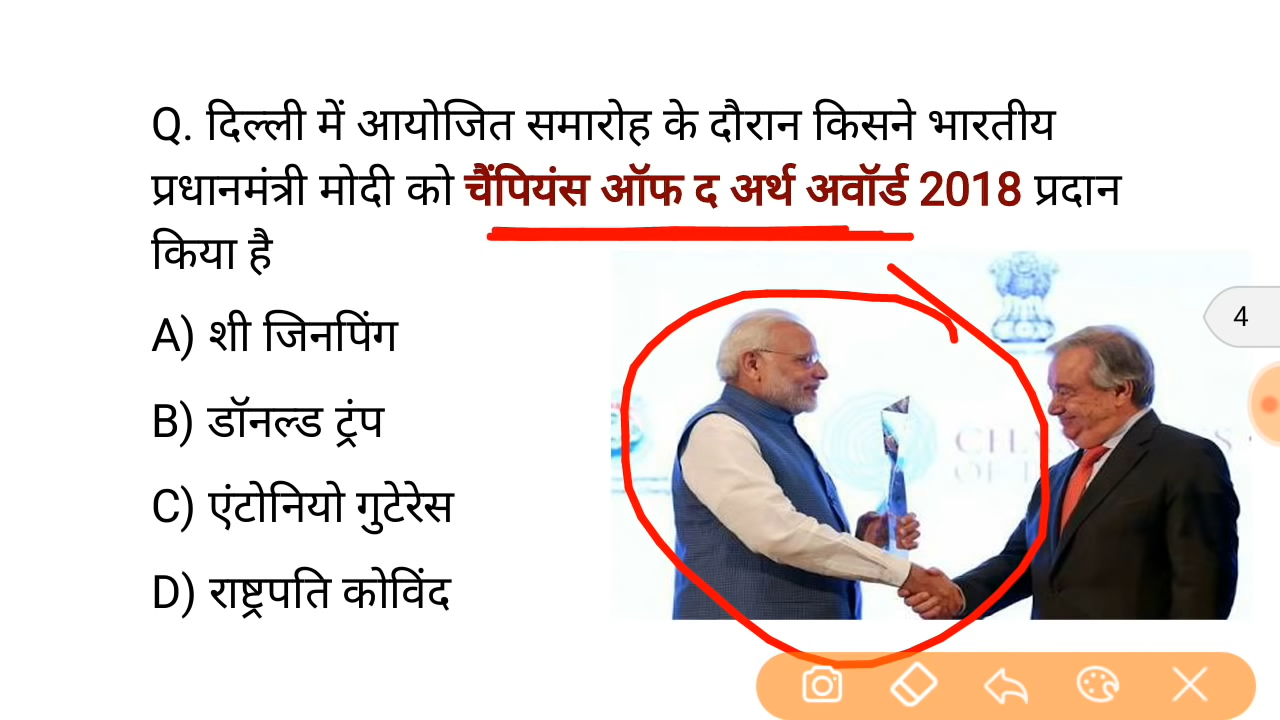 Q. दिल्ली में आयोजित समारोह के दौरान किसने भारतीय
प्रधानमंत्री मोदी को चैंपियंस ऑफ द अर्थ अवॉर्ड 2018 प्रदान
किया है
A) शी जिनपिंग
B) डॉनल्ड ट्रंप
C) एंटोनियो गुटेरेस
D) राष्ट्रपति कोविंद
4